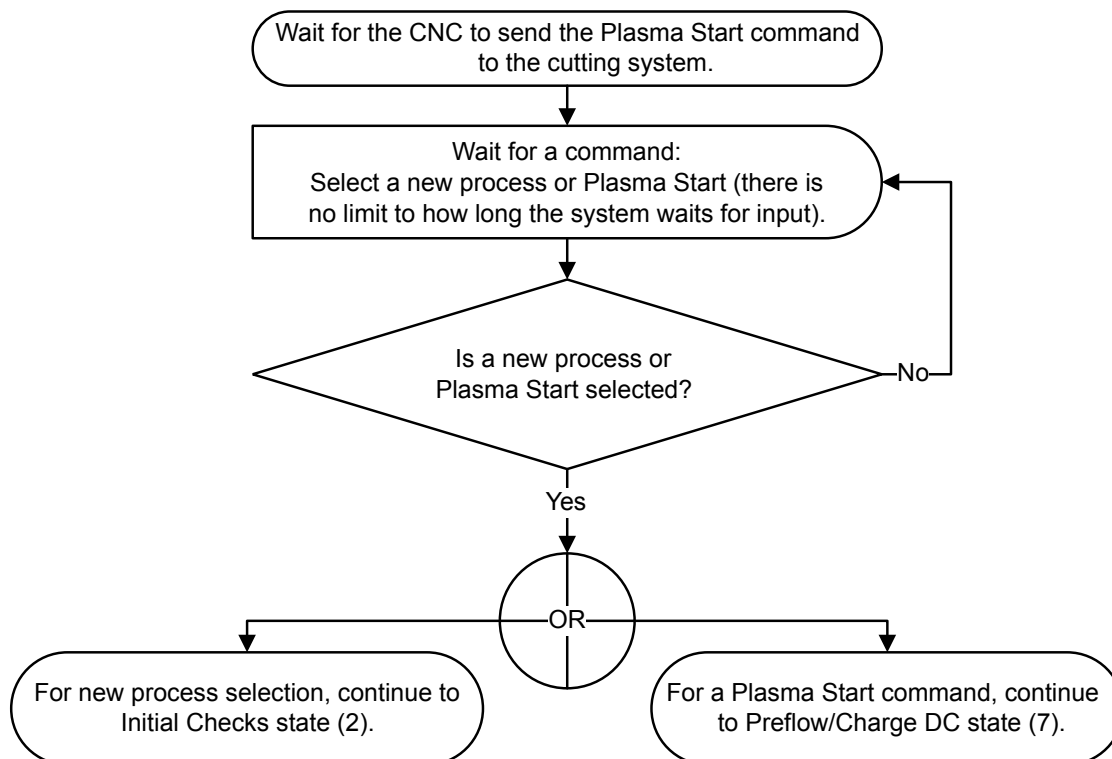 Wait for the CNC to send the Plasma Start command
to the cutting system.
Wait for a command:
Select a new process or Plasma Start (there is
no limit to how long the system waits for input).
Is a new process or
Plasma Start selected?
No
Yes
OR
For new process selection, continue to
Initial Checks state (2).
For a Plasma Start command, continue
to Preflow/Charge DC state (7).